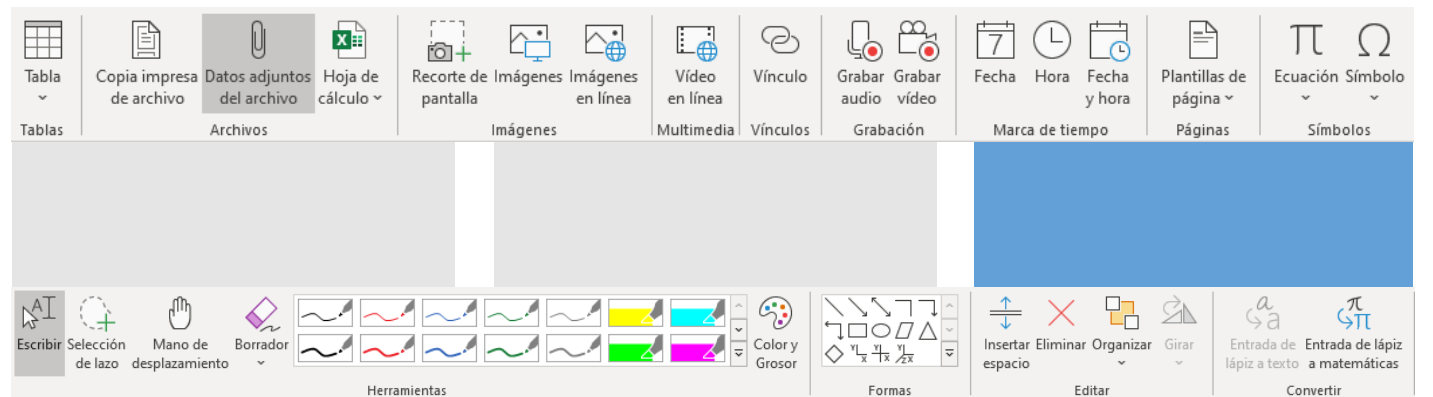 Tabla
Copia impresa de archivo
Datos adjuntos del archivo
Hoja de cálculo
Recorte de pantalla
Imágenes
Imágenes en línea
Vídeo en línea
Vínculo
Grabar audio
Grabar vídeo
7
Fecha
Hora
Fecha y hora
Plantillas de página
π
Ecuación
Ω
Símbolo
Tablas
Archivos
Imágenes
Multimedia
Vínculos
Grabación
Marca de tiempo
Páginas
Símbolos
Escribir
Selección de lazo
Mano de desplazamiento
Borrador
Color y Grosor
Insertar espacio
Eliminar
Organizar
Girar
Entrada de lápiz a texto
Entrada de lápiz a matemáticas
Herramientas
Formas
Editar
Convertir